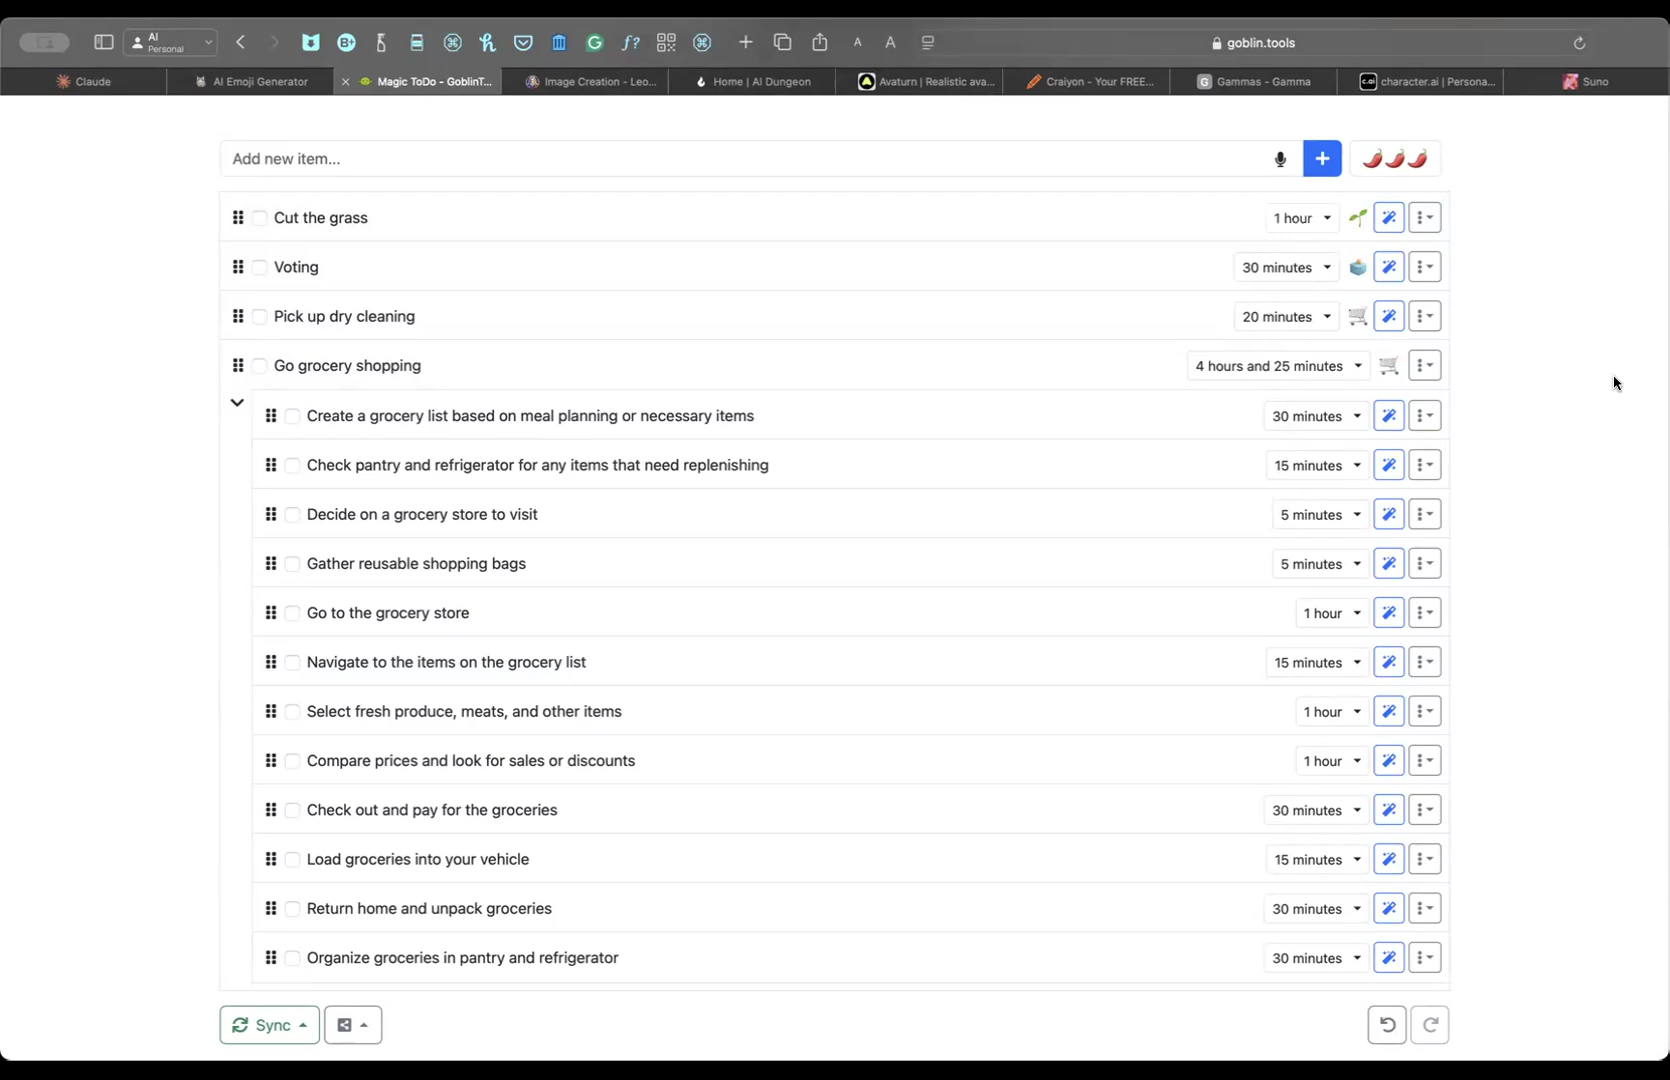 AI
Personal
B+
f?
A
A
goblin.tools
Claude
AI Emoji Generator
Magic ToDo - GoblinT...
Image Creation - Leo...
Home | AI Dungeon
Avaturn | Realistic ava...
Craiyon - Your FREE...
G
Gammas - Gamma
c.ai
character.ai | Persona...
Suno
Add new item...
Cut the grass
1 hour
Voting
30 minutes
Pick up dry cleaning
20 minutes
Go grocery shopping
4 hours and 25 minutes
Create a grocery list based on meal planning or necessary items
30 minutes
Check pantry and refrigerator for any items that need replenishing
15 minutes
Decide on a grocery store to visit
5 minutes
Gather reusable shopping bags
5 minutes
Go to the grocery store
1 hour
Navigate to the items on the grocery list
15 minutes
Select fresh produce, meats, and other items
1 hour
Compare prices and look for sales or discounts
1 hour
Check out and pay for the groceries
30 minutes
Load groceries into your vehicle
15 minutes
Return home and unpack groceries
30 minutes
Organize groceries in pantry and refrigerator
30 minutes
Sync